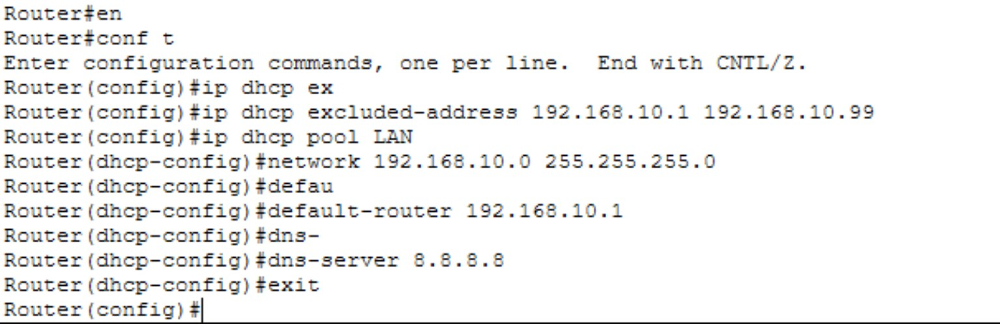 Router#en
Router#conf t
Enter configuration commands, one per line.  End with CNTL/Z.
Router(config)#ip dhcp ex
Router(config)#ip dhcp excluded-address 192.168.10.1 192.168.10.99
Router(config)#ip dhcp pool LAN
Router(dhcp-config)#network 192.168.10.0 255.255.255.0
Router(dhcp-config)#defau
Router(dhcp-config)#default-router 192.168.10.1
Router(dhcp-config)#dns-
Router(dhcp-config)#dns-server 8.8.8.8
Router(dhcp-config)#exit
Router(config)#